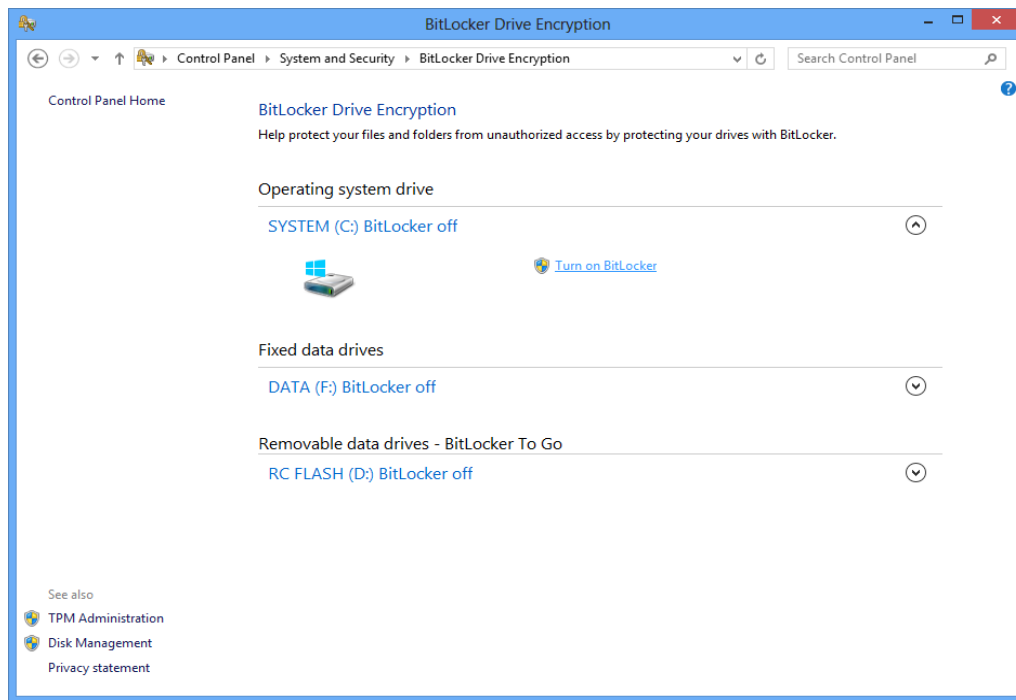 BitLocker Drive Encryption
Control Panel System and Security BitLocker Drive Encryption Search Control Panel
Control Panel Home
BitLocker Drive Encryption
Help protect your files and folders from unauthorized access by protecting your drives with BitLocker.
Operating system drive
SYSTEM (C:) BitLocker off
Turn on BitLocker
Fixed data drives
DATA (F:) BitLocker off
Removable data drives - BitLocker To Go
RC FLASH (D:) BitLocker off
See also
TPM Administration
Disk Management
Privacy statement